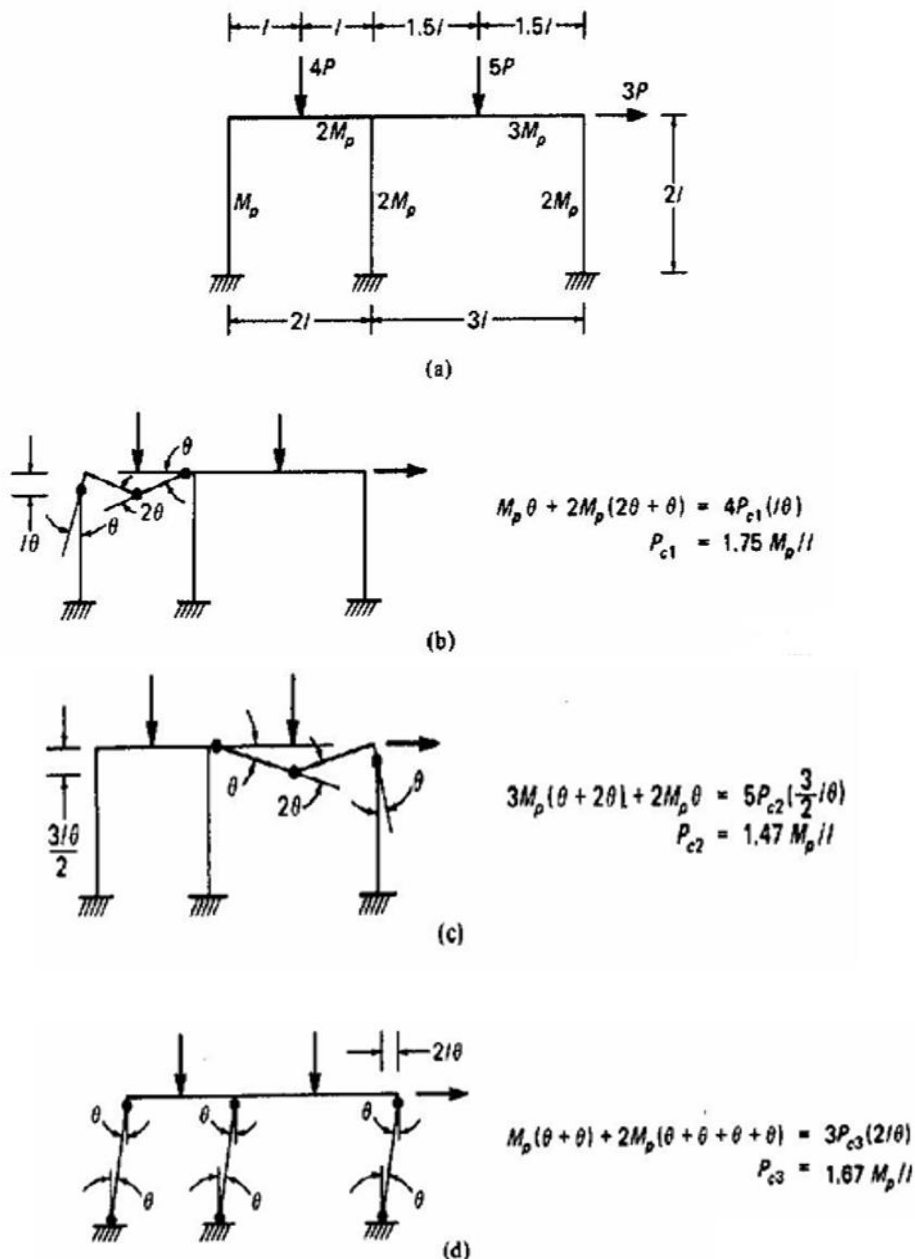 l l 1.5l 1.5l
4P 5P 3P
2M_p 3M_p
M_p 2M_p 2M_p 2l
2l 3l
(a)
θ
lθ θ 2θ
M_p θ + 2M_p(2θ + θ) = 4P_c1(lθ)
P_c1 = 1.75 M_p/l
(b)
θ 2θ θ
3lθ/2
3M_p(θ + 2θ) + 2M_p θ = 5P_c2(3/2 lθ)
P_c2 = 1.47 M_p/l
(c)
2lθ
θ θ θ
θ θ θ
M_p(θ + θ) + 2M_p(θ + θ + θ + θ) = 3P_c3(2lθ)
P_c3 = 1.67 M_p/l
(d)